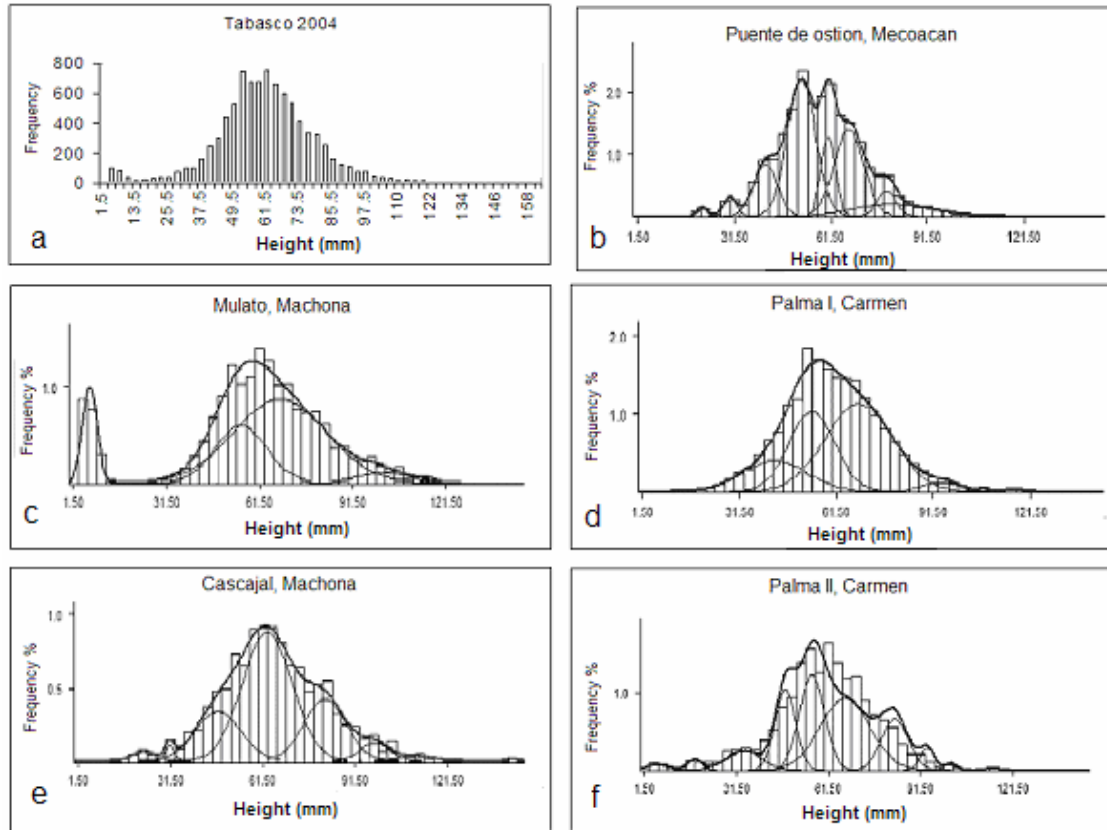 Tabasco 2004
Frequency
800
600
400
200
0
1.5 13.5 25.5 37.5 49.5 61.5 73.5 85.5 97.5 110 122 134 146 158
Height (mm)
a
Puente de ostion, Mecoacan
Frequency %
2.0
1.0
1.50 31.50 61.50 91.50 121.50
Height (mm)
b
Mulato, Machona
Frequency %
1.0
1.50 31.50 61.50 91.50 121.50
Height (mm)
c
Palma I, Carmen
Frequency %
2.0
1.0
1.50 31.50 61.50 91.50 121.50
Height (mm)
d
Cascajal, Machona
Frequency %
1.0
0.5
1.50 31.50 61.50 91.50 121.50
Height (mm)
e
Palma II, Carmen
Frequency %
1.0
1.50 31.50 61.50 91.50 121.50
Height (mm)
f